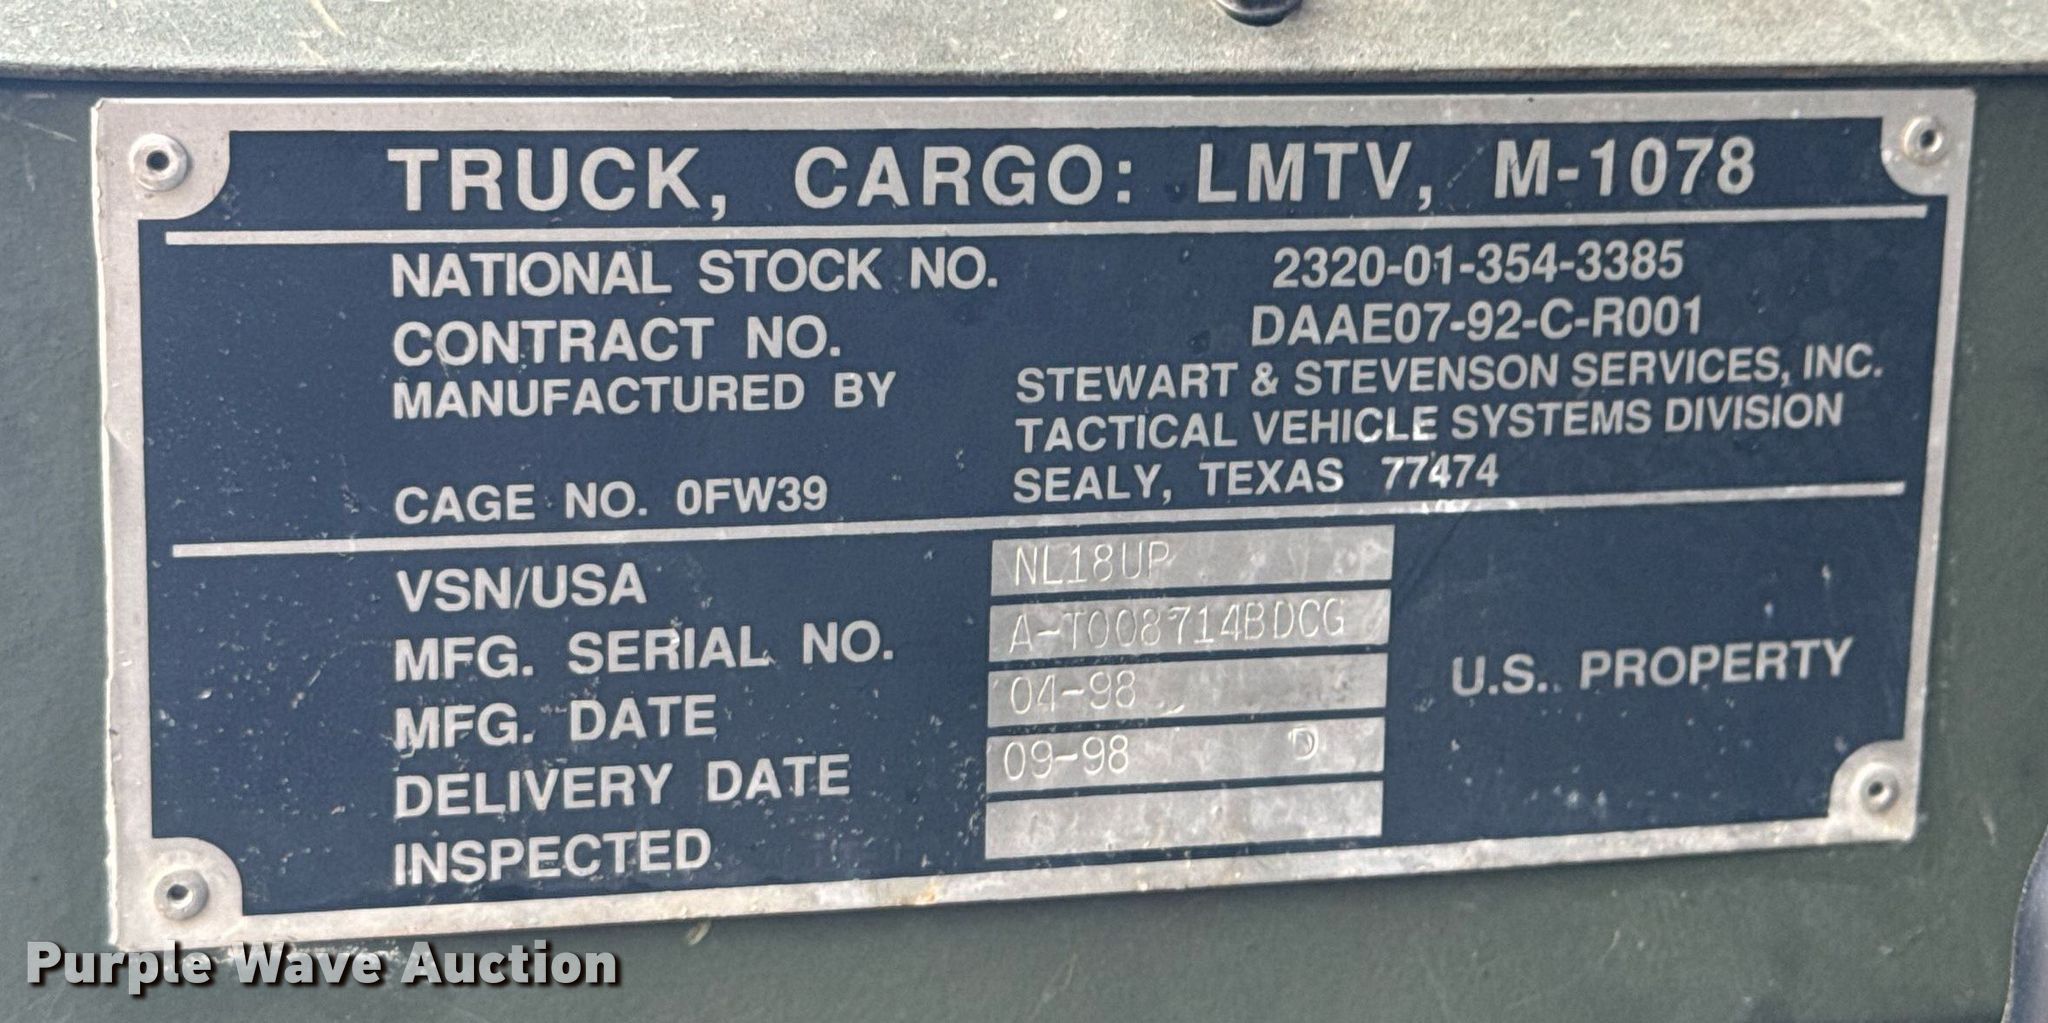 TRUCK, CARGO: LMTV, M-1078
NATIONAL STOCK NO. 2320-01-354-3385
CONTRACT NO. DAAE07-92-C-R001
MANUFACTURED BY STEWART & STEVENSON SERVICES, INC.
TACTICAL VEHICLE SYSTEMS DIVISION
CAGE NO. 0FW39 SEALY, TEXAS 77474
VSN/USA NL18UP
MFG. SERIAL NO. A-T008714BDCG
MFG. DATE 04-98
DELIVERY DATE 09-98 D
INSPECTED
U.S. PROPERTY
Purple Wave Auction